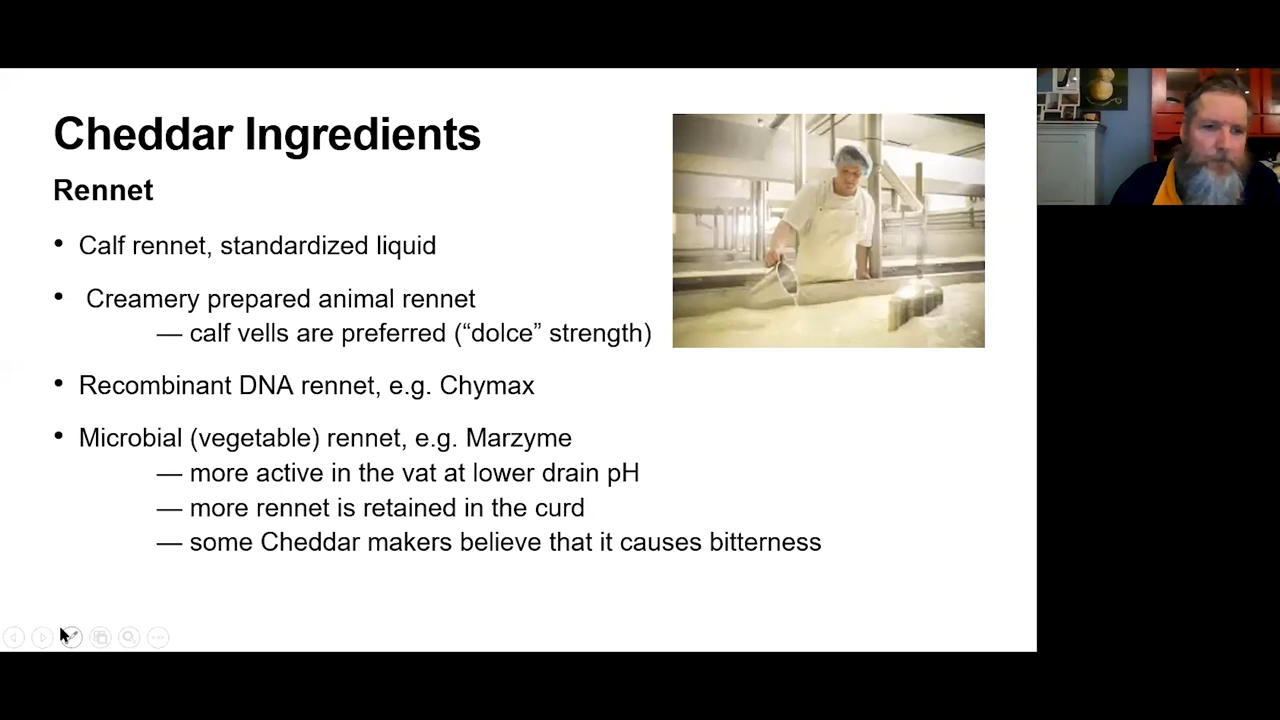 Cheddar Ingredients
Rennet
• Calf rennet, standardized liquid
• Creamery prepared animal rennet
— calf vells are preferred (“dolce” strength)
• Recombinant DNA rennet, e.g. Chymax
• Microbial (vegetable) rennet, e.g. Marzyme
— more active in the vat at lower drain pH
— more rennet is retained in the curd
— some Cheddar makers believe that it causes bitterness